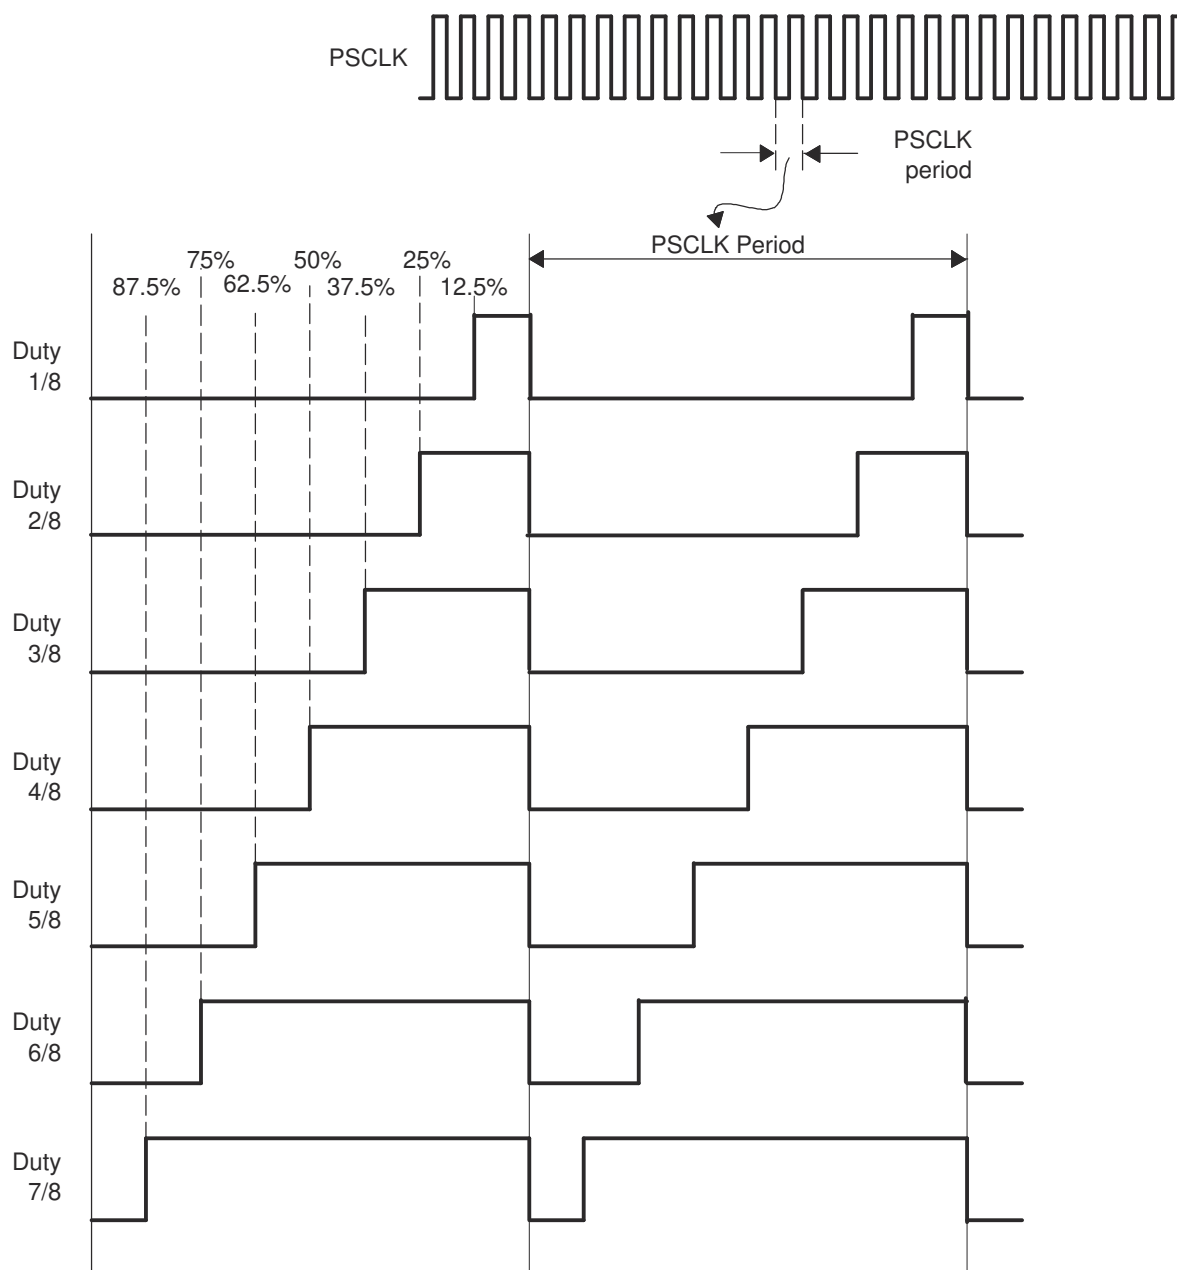 PSCLK
PSCLK
period
PSCLK Period
75%
50%
25%
87.5%
62.5%
37.5%
12.5%
Duty
1/8
Duty
2/8
Duty
3/8
Duty
4/8
Duty
5/8
Duty
6/8
Duty
7/8